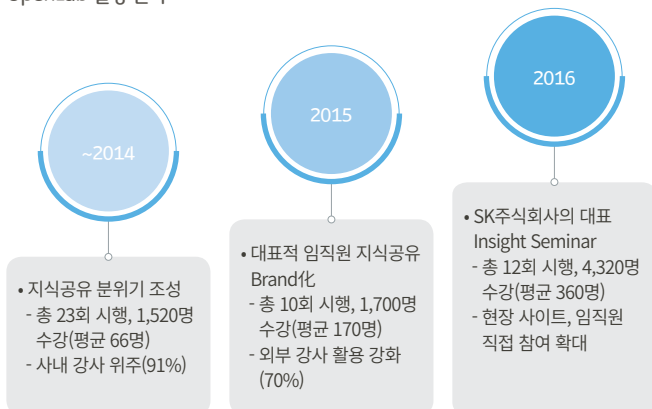 ~2014
• 지식공유 분위기 조성
- 총 23회 시행, 1,520명
수강(평균 66명)
- 사내 강사 위주(91%)
2015
• 대표적 임직원 지식공유
Brand化
- 총 10회 시행, 1,700명
수강(평균 170명)
- 외부 강사 활용 강화
(70%)
2016
• SK주식회사의 대표
Insight Seminar
- 총 12회 시행, 4,320명
수강(평균 360명)
- 현장 사이트, 임직원
직접 참여 확대